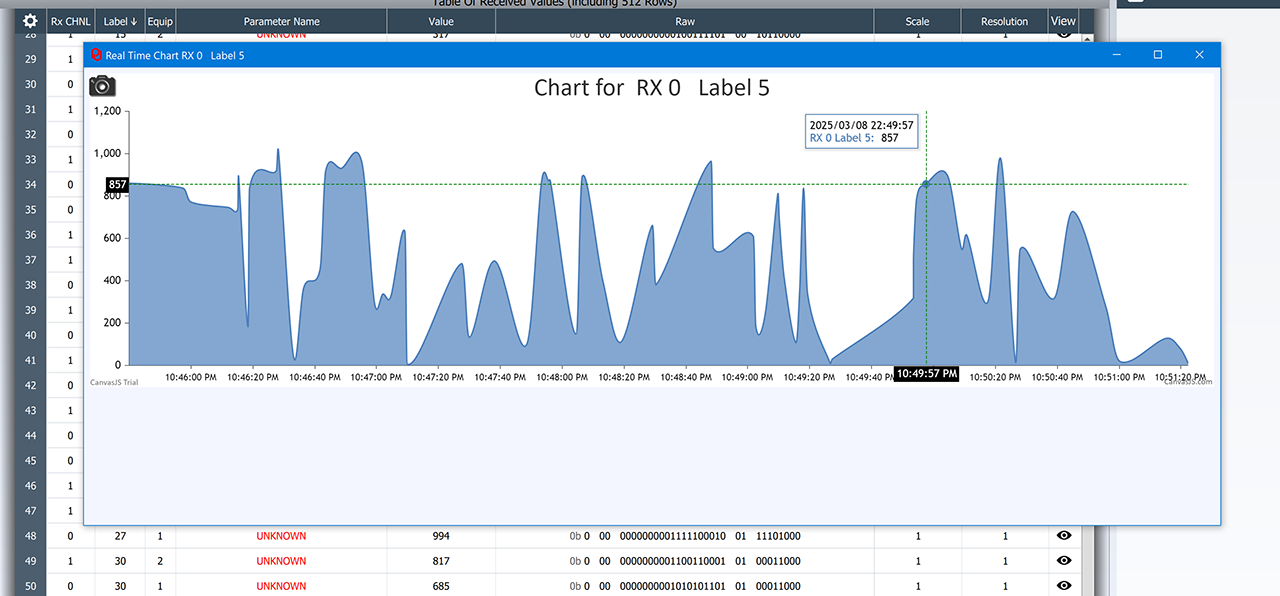 Table Of Received Values (Including 512 Rows)
Rx CHNL Label ↓ Equip Parameter Name Value Raw Scale Resolution View
28 1 15 2 UNKNOWN 317 0b 0 00 0000000000100111101 00 10110000 1 1
Real Time Chart RX 0 Label 5
Chart for RX 0 Label 5
2025/03/08 22:49:57
RX 0 Label 5: 857
1,200
1,000
857
800
600
400
200
0
10:46:00 PM 10:46:20 PM 10:46:40 PM 10:47:00 PM 10:47:20 PM 10:47:40 PM 10:48:00 PM 10:48:20 PM 10:48:40 PM 10:49:00 PM 10:49:20 PM 10:49:40 PM 10:49:57 PM 10:50:20 PM 10:50:40 PM 10:51:00 PM 10:51:20 PM
CanvasJS Trial
CanvasJS.com
29 1
30 0
31 1
32 0
33 1
34 0
35 0
36 1
37 1
38 0
39 1
40 0
41 1
42 0
43 1
44 0
45 0
46 1
47 1
48 0 27 1 UNKNOWN 994 0b 0 00 0000000001111100010 01 11101000 1 1
49 1 30 2 UNKNOWN 817 0b 0 00 0000000001100110001 01 00011000 1 1
50 0 30 1 UNKNOWN 685 0b 0 00 0000000001010101101 01 00011000 1 1